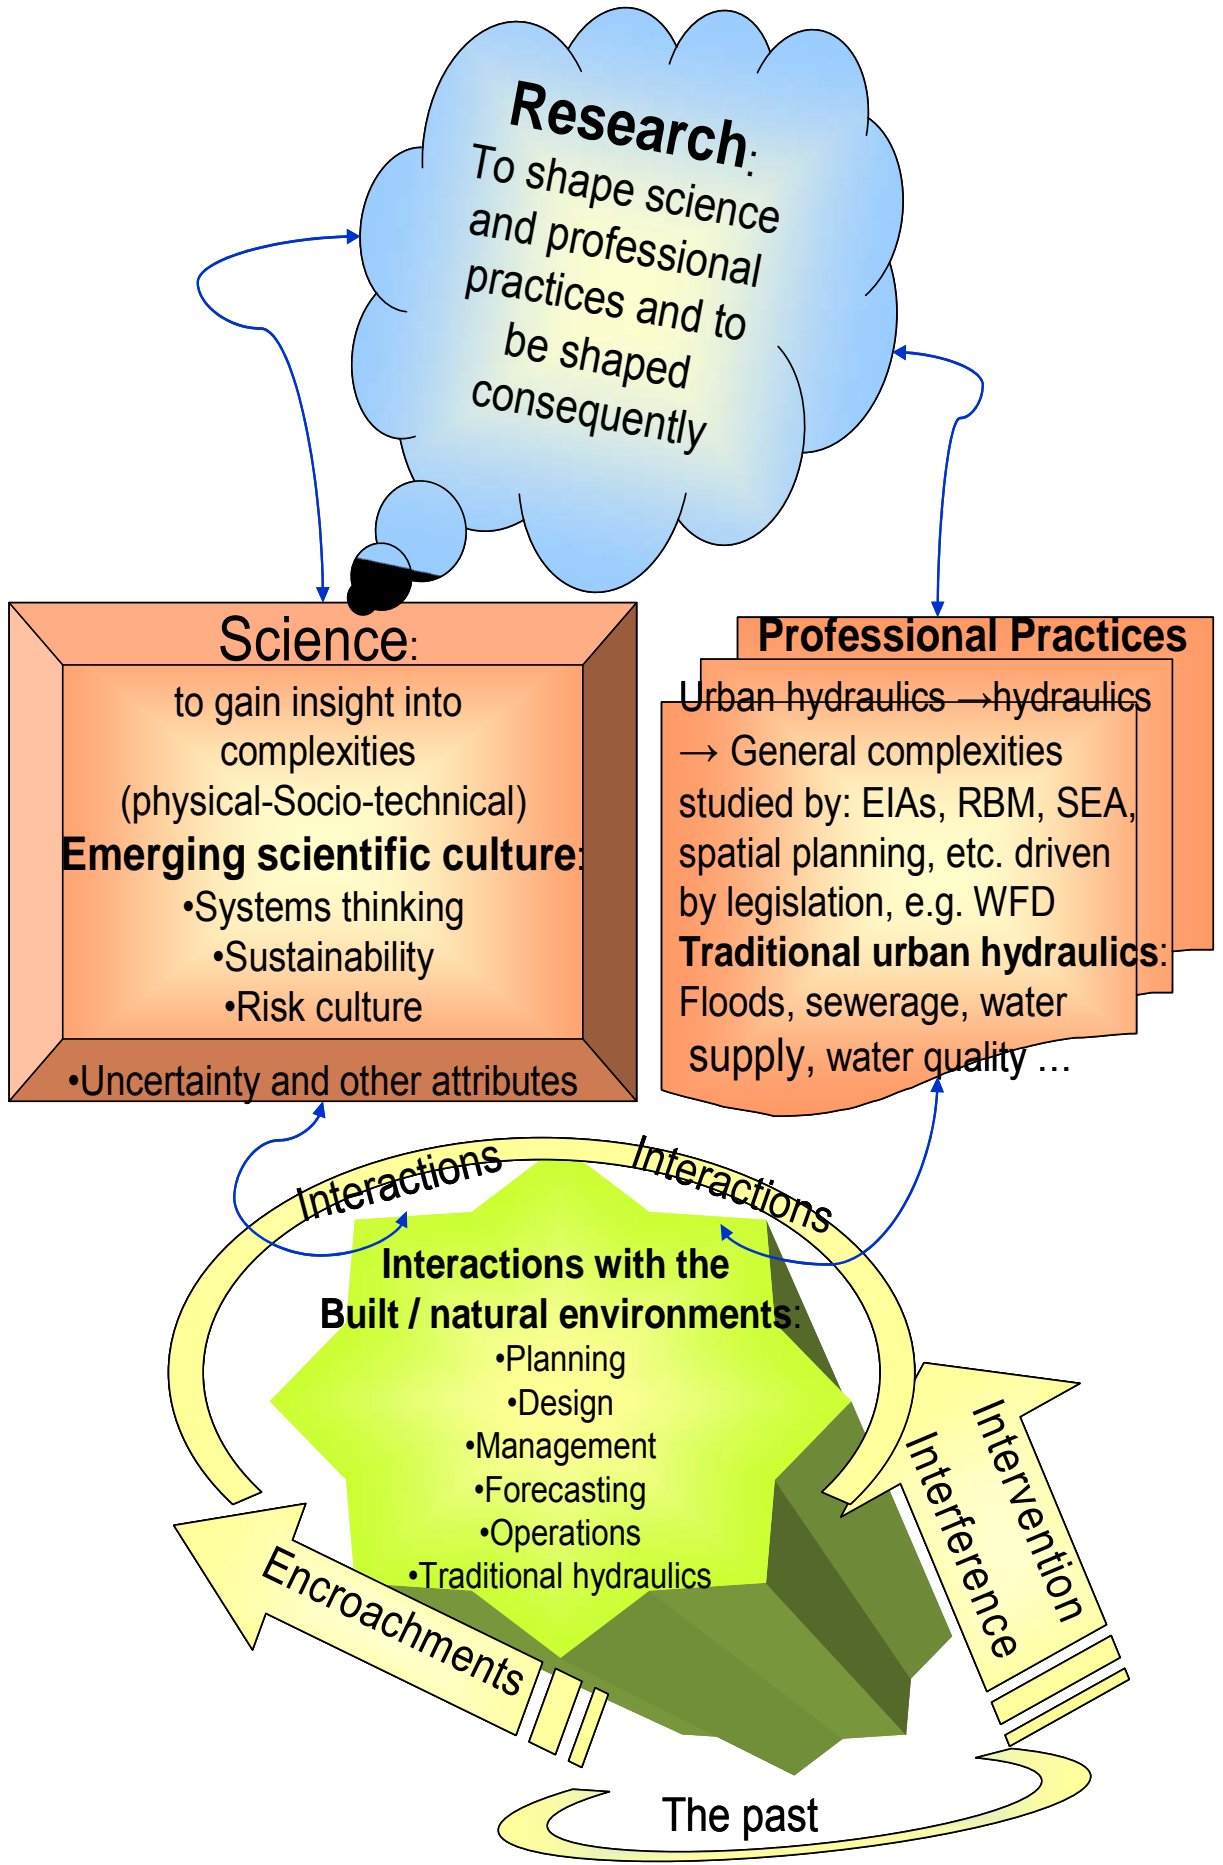 Research:
To shape science
and professional
practices and to
be shaped
consequently
Science:
to gain insight into
complexities
(physical-Socio-technical)
Emerging scientific culture:
•Systems thinking
•Sustainability
•Risk culture
•Uncertainty and other attributes
Professional Practices
Urban hydraulics →hydraulics
→ General complexities
studied by: EIAs, RBM, SEA,
spatial planning, etc. driven
by legislation, e.g. WFD
Traditional urban hydraulics:
Floods, sewerage, water
supply, water quality …
Interactions
Interactions
Interactions with the
Built / natural environments:
•Planning
•Design
•Management
•Forecasting
•Operations
•Traditional hydraulics
Encroachments
Intervention
Interference
The past